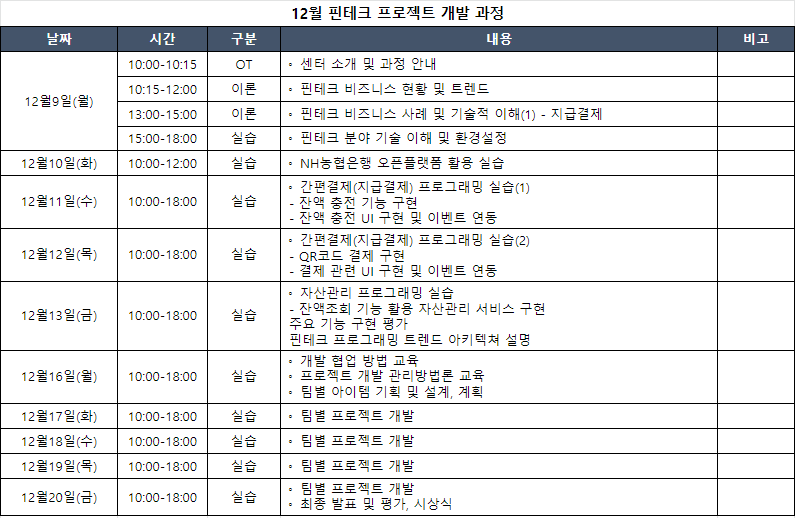 12월 핀테크 프로젝트 개발 과정
날짜 시간 구분 내용 비고
12월9일(월) 10:00-10:15 OT ◦ 센터 소개 및 과정 안내
10:15-12:00 이론 ◦ 핀테크 비즈니스 현황 및 트렌드
13:00-15:00 이론 ◦ 핀테크 비즈니스 사례 및 기술적 이해(1) - 지급결제
15:00-18:00 실습 ◦ 핀테크 분야 기술 이해 및 환경설정
12월10일(화) 10:00-12:00 실습 ◦ NH농협은행 오픈플랫폼 활용 실습
12월11일(수) 10:00-18:00 실습 ◦ 간편결제(지급결제) 프로그래밍 실습(1)
- 잔액 충전 기능 구현
- 잔액 충전 UI 구현 및 이벤트 연동
12월12일(목) 10:00-18:00 실습 ◦ 간편결제(지급결제) 프로그래밍 실습(2)
- QR코드 결제 구현
- 결제 관련 UI 구현 및 이벤트 연동
12월13일(금) 10:00-18:00 실습 ◦ 자산관리 프로그래밍 실습
- 잔액조회 기능 활용 자산관리 서비스 구현
주요 기능 구현 평가
핀테크 프로그래밍 트렌드 아키텍쳐 설명
12월16일(월) 10:00-18:00 실습 ◦ 개발 협업 방법 교육
◦ 프로젝트 개발 관리방법론 교육
◦ 팀별 아이템 기획 및 설계, 계획
12월17일(화) 10:00-18:00 실습 ◦ 팀별 프로젝트 개발
12월18일(수) 10:00-18:00 실습 ◦ 팀별 프로젝트 개발
12월19일(목) 10:00-18:00 실습 ◦ 팀별 프로젝트 개발
12월20일(금) 10:00-18:00 실습 ◦ 팀별 프로젝트 개발
◦ 최종 발표 및 평가, 시상식